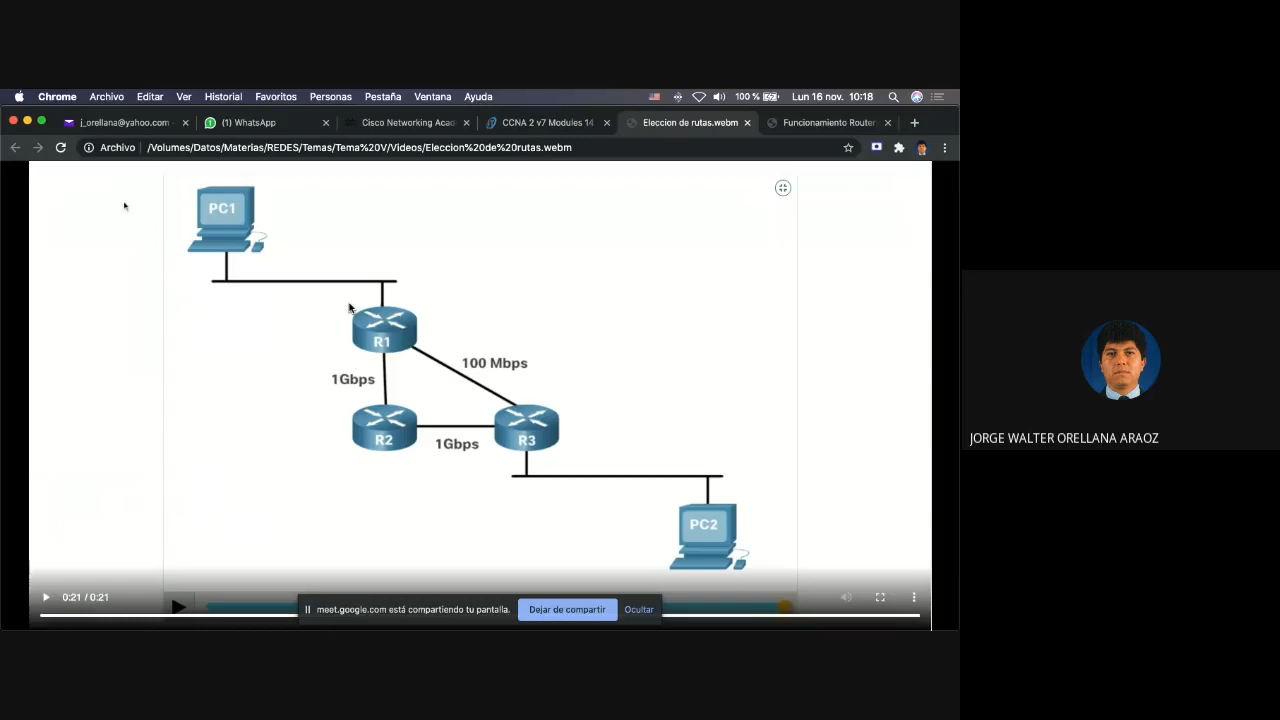 Chrome Archivo Editar Ver Historial Favoritos Personas Pestaña Ventana Ayuda 100 % Lun 16 nov. 10:18
j_orellana@yahoo.com - (1) WhatsApp Cisco Networking Aca CCNA 2 v7 Modules 14 Eleccion de rutas.webm Funcionamiento Router
Archivo /Volumes/Datos/Materias/REDES/Temas/Tema%20V/Videos/Eleccion%20de%20rutas.webm
PC1
R1
100 Mbps
1Gbps
R2
R3
1Gbps
PC2
JORGE WALTER ORELLANA ARAOZ
0:21 / 0:21
meet.google.com está compartiendo tu pantalla. Dejar de compartir Ocultar